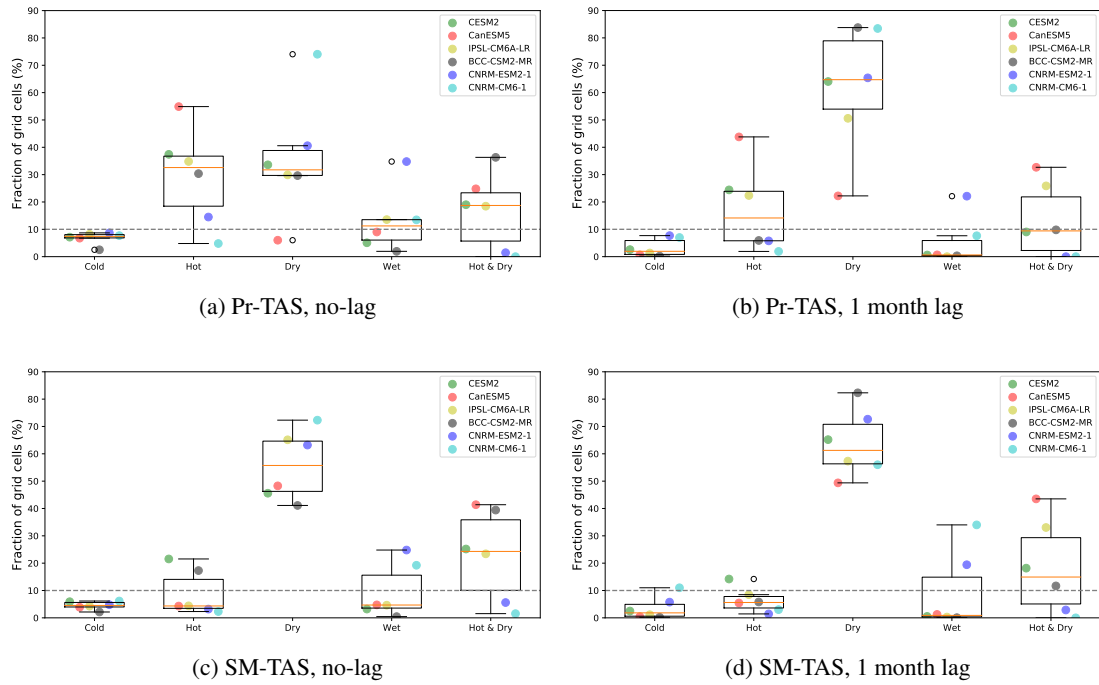 90
80
70
60
50
40
30
20
10
0
Fraction of grid cells (%)
Cold Hot Dry Wet Hot & Dry
CESM2
CanESM5
IPSL-CM6A-LR
BCC-CSM2-MR
CNRM-ESM2-1
CNRM-CM6-1
(a) Pr-TAS, no-lag
90
80
70
60
50
40
30
20
10
0
Fraction of grid cells (%)
Cold Hot Dry Wet Hot & Dry
CESM2
CanESM5
IPSL-CM6A-LR
BCC-CSM2-MR
CNRM-ESM2-1
CNRM-CM6-1
(b) Pr-TAS, 1 month lag
90
80
70
60
50
40
30
20
10
0
Fraction of grid cells (%)
Cold Hot Dry Wet Hot & Dry
CESM2
CanESM5
IPSL-CM6A-LR
BCC-CSM2-MR
CNRM-ESM2-1
CNRM-CM6-1
(c) SM-TAS, no-lag
90
80
70
60
50
40
30
20
10
0
Fraction of grid cells (%)
Cold Hot Dry Wet Hot & Dry
CESM2
CanESM5
IPSL-CM6A-LR
BCC-CSM2-MR
CNRM-ESM2-1
CNRM-CM6-1
(d) SM-TAS, 1 month lag